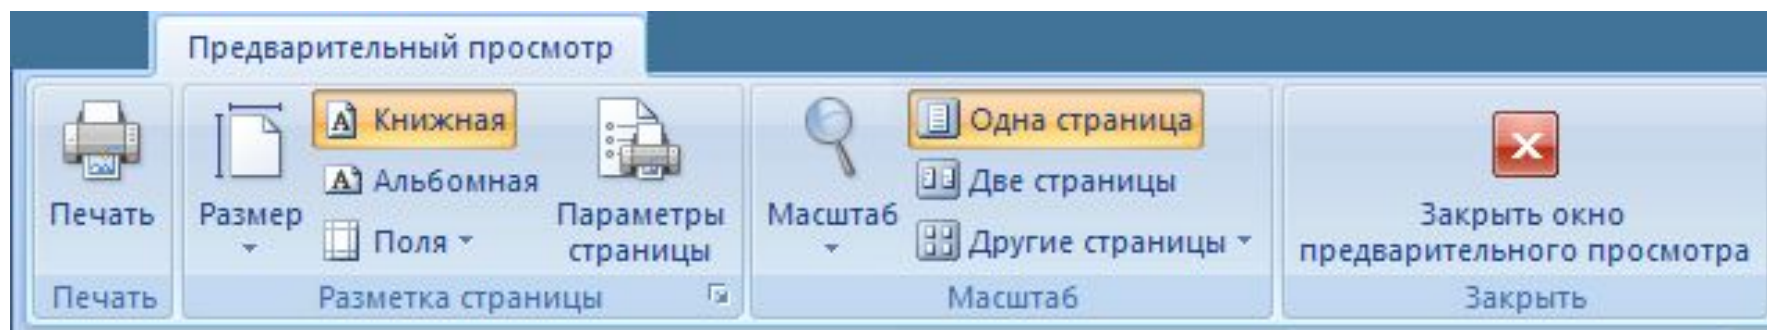 Предварительный просмотр
Печать
Размер
Книжная
Альбомная
Поля
Параметры
страницы
Масштаб
Одна страница
Две страницы
Другие страницы
Закрыть окно
предварительного просмотра
Печать
Разметка страницы
Масштаб
Закрыть